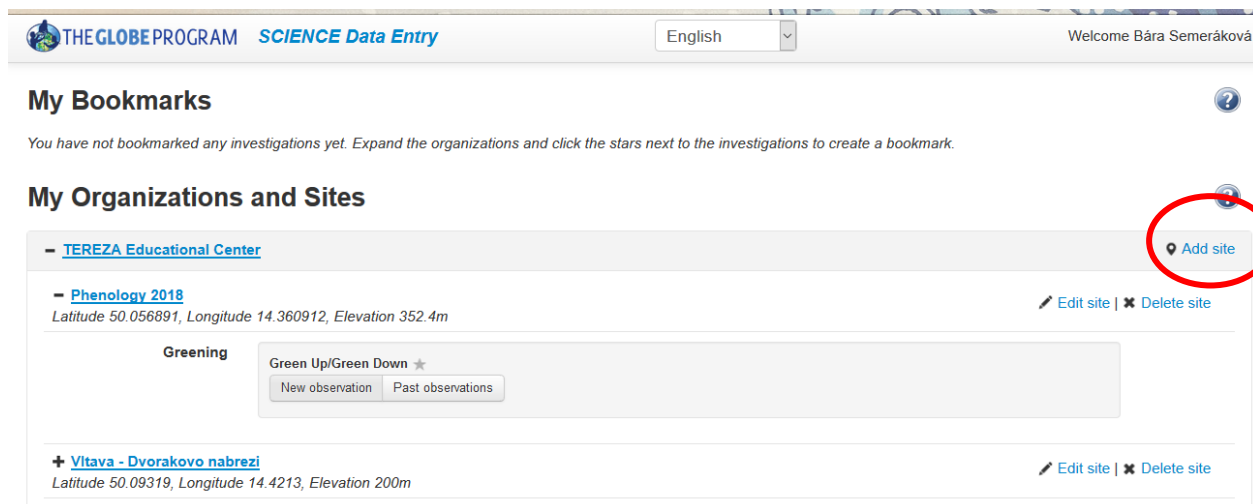 THE GLOBE PROGRAM SCIENCE Data Entry English Welcome Bára Semeráková
My Bookmarks ?
You have not bookmarked any investigations yet. Expand the organizations and click the stars next to the investigations to create a bookmark.
My Organizations and Sites ?
− TEREZA Educational Center Add site
− Phenology 2018 Edit site | ✖ Delete site
Latitude 50.056891, Longitude 14.360912, Elevation 352.4m
Greening
Green Up/Green Down ★
New observation Past observations
+ Vltava - Dvorakovo nabrezi Edit site | ✖ Delete site
Latitude 50.09319, Longitude 14.4213, Elevation 200m